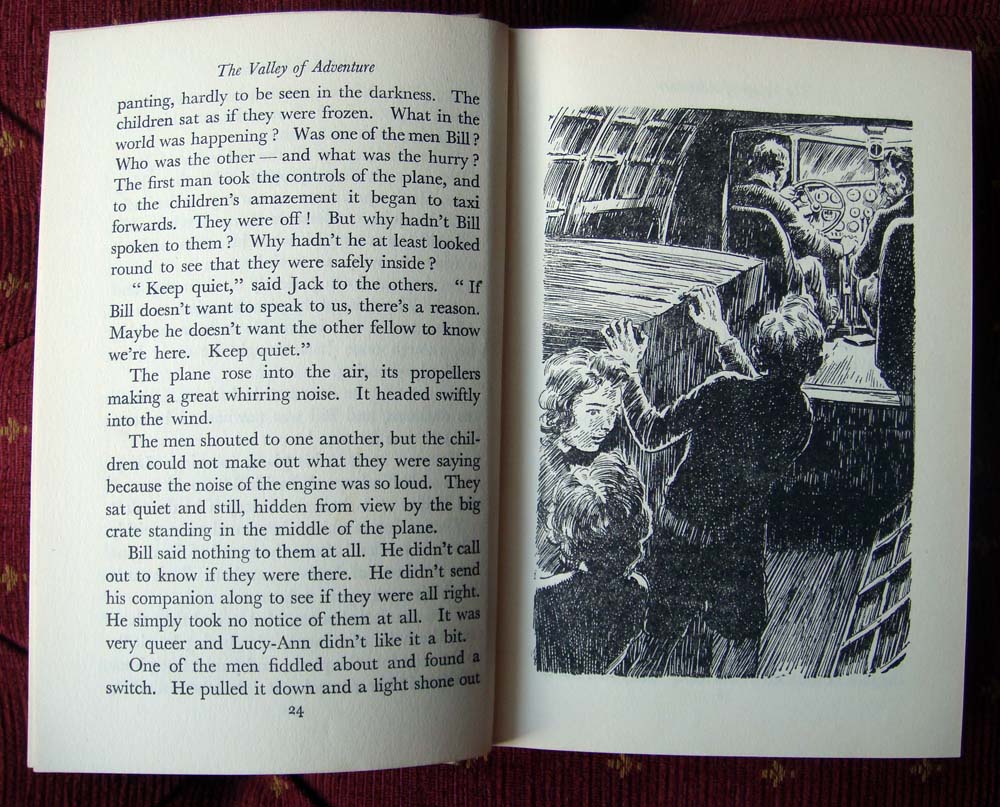 The Valley of Adventure
panting, hardly to be seen in the darkness. The
children sat as if they were frozen. What in the
world was happening ? Was one of the men Bill ?
Who was the other — and what was the hurry ?
The first man took the controls of the plane, and
to the children's amazement it began to taxi
forwards. They were off ! But why hadn't Bill
spoken to them ? Why hadn't he at least looked
round to see that they were safely inside ?
“ Keep quiet,” said Jack to the others. “ If
Bill doesn't want to speak to us, there's a reason.
Maybe he doesn't want the other fellow to know
we're here. Keep quiet.”
The plane rose into the air, its propellers
making a great whirring noise. It headed swiftly
into the wind.
The men shouted to one another, but the chil-
dren could not make out what they were saying
because the noise of the engine was so loud. They
sat quiet and still, hidden from view by the big
crate standing in the middle of the plane.
Bill said nothing to them at all. He didn't call
out to know if they were there. He didn't send
his companion along to see if they were all right.
He simply took no notice of them at all. It was
very queer and Lucy-Ann didn't like it a bit.
One of the men fiddled about and found a
switch. He pulled it down and a light shone out
24